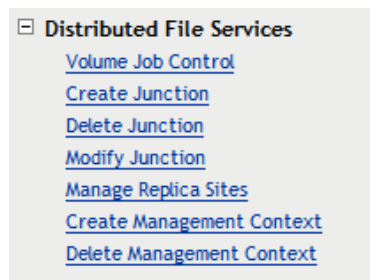 Distributed File Services
Volume Job Control
Create Junction
Delete Junction
Modify Junction
Manage Replica Sites
Create Management Context
Delete Management Context